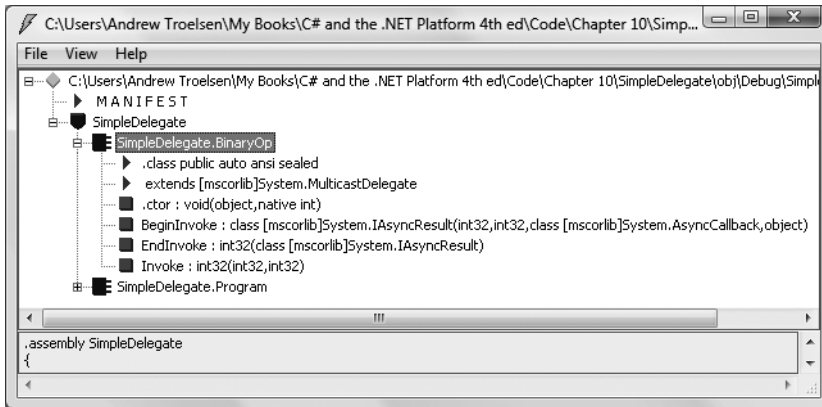 C:\Users\Andrew Troelsen\My Books\C# and the .NET Platform 4th ed\Code\Chapter 10\Simp...
File View Help
C:\Users\Andrew Troelsen\My Books\C# and the .NET Platform 4th ed\Code\Chapter 10\SimpleDelegate\obj\Debug\Simpl
MANIFEST
SimpleDelegate
SimpleDelegate.BinaryOp
.class public auto ansi sealed
extends [mscorlib]System.MulticastDelegate
.ctor : void(object,native int)
BeginInvoke : class [mscorlib]System.IAsyncResult(int32,int32,class [mscorlib]System.AsyncCallback,object)
EndInvoke : int32(class [mscorlib]System.IAsyncResult)
Invoke : int32(int32,int32)
SimpleDelegate.Program
.assembly SimpleDelegate
{